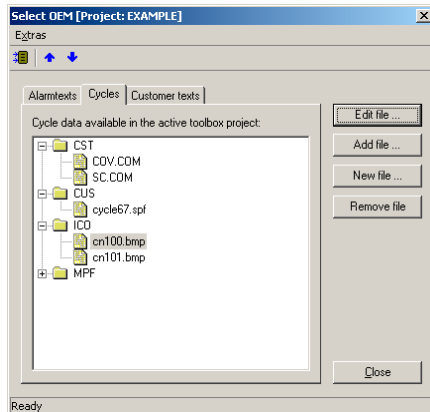 Select OEM [Project: EXAMPLE]
Extras
Alarmtexts Cycles Customer texts
Cycle data available in the active toolbox project:
CST
COV.COM
SC.COM
CUS
cycle67.spf
ICO
cn100.bmp
cn101.bmp
MPF
Edit file ...
Add file ...
New file ...
Remove file
Close
Ready